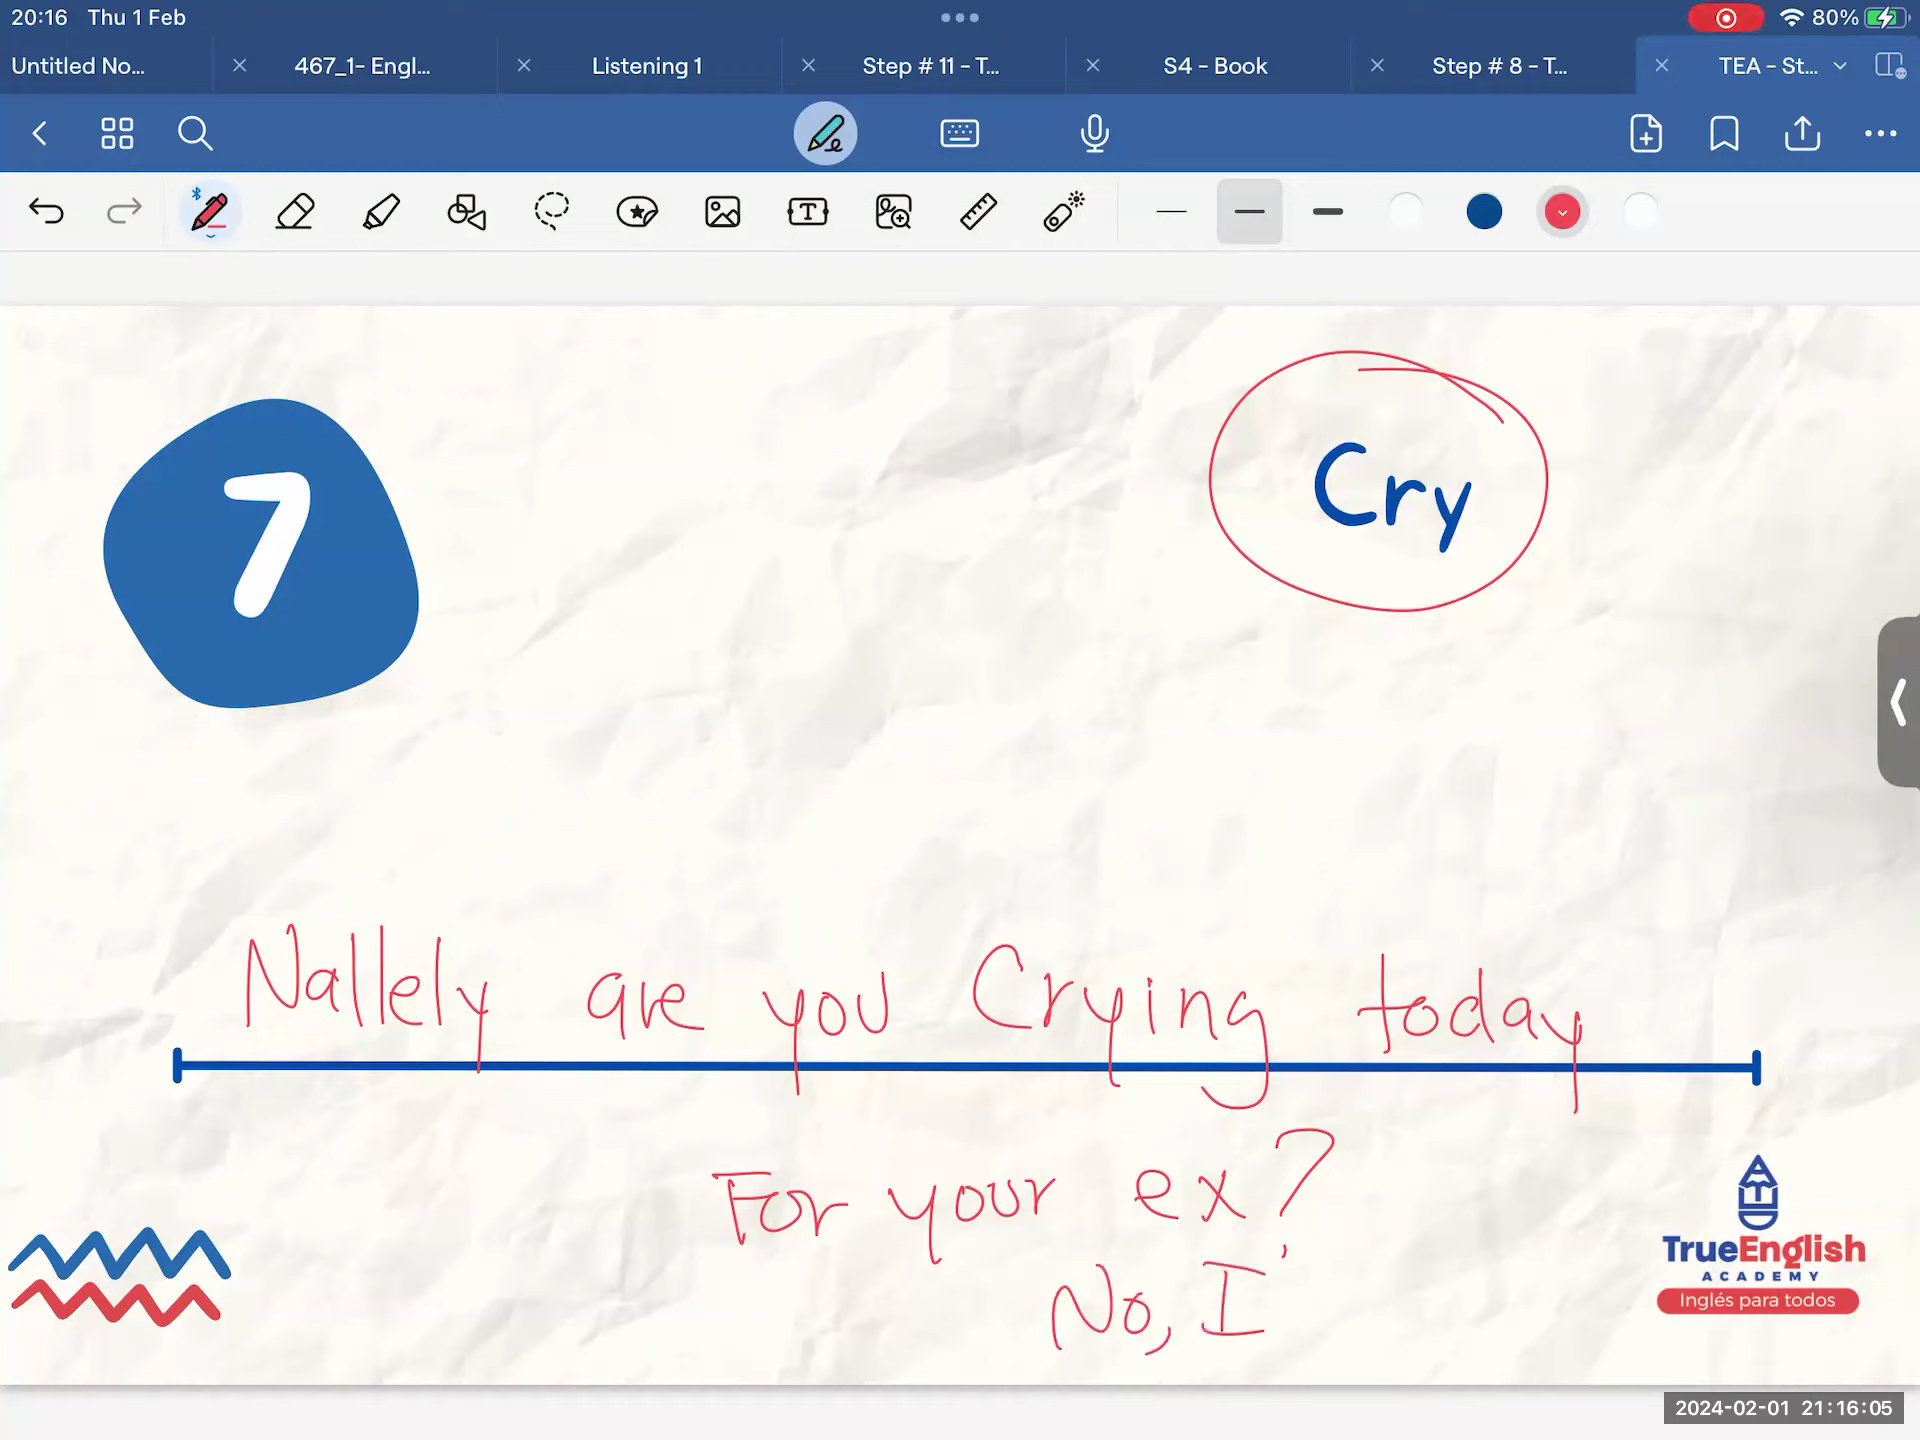 20:16 Thu 1 Feb
80%
Untitled No... 467_1- Engl... Listening 1 Step # 11 - T... S4 - Book Step # 8 - T... TEA - St...
7
Cry
Nallely are you Crying today
For your ex?
No, I'
TrueEnglish
ACADEMY
Inglés para todos
2024-02-01 21:16:05